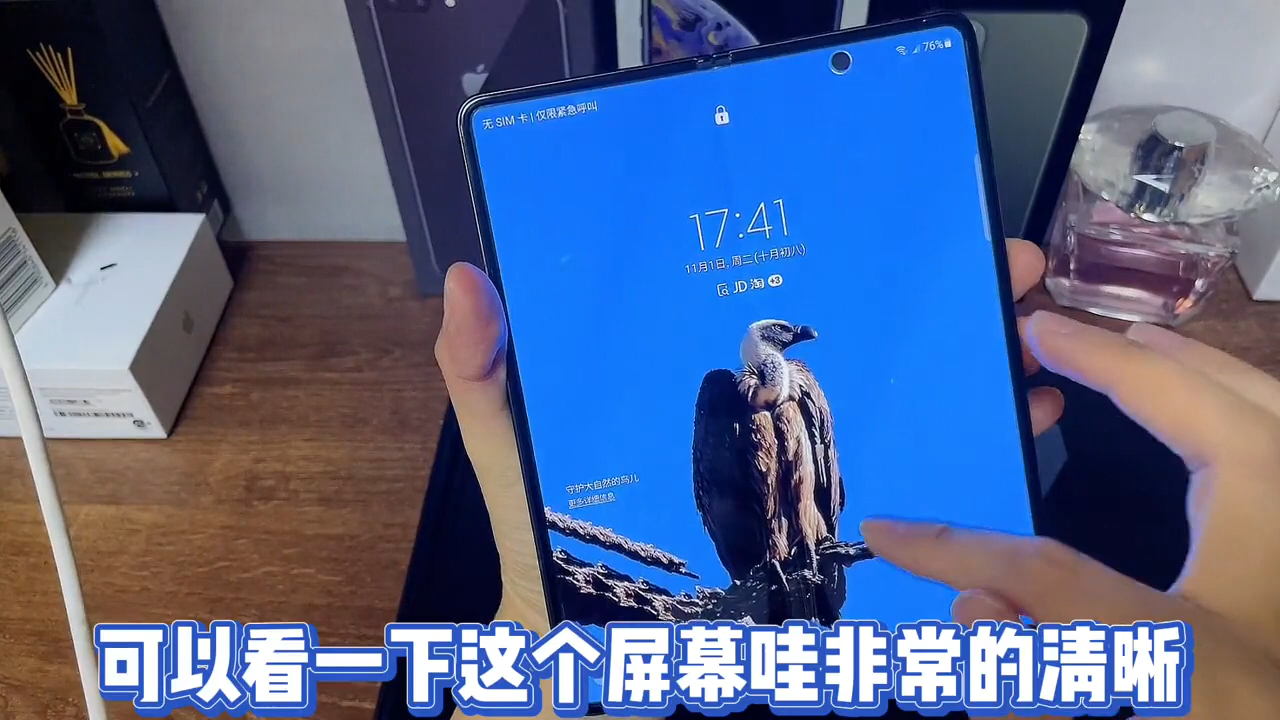 无 SIM 卡 | 仅限紧急呼叫
76%
17:41
11月1日, 周二(十月初八)
JD 淘 +3
守护大自然的鸟儿
更多详细信息
可以看一下这个屏幕哇非常的清晰